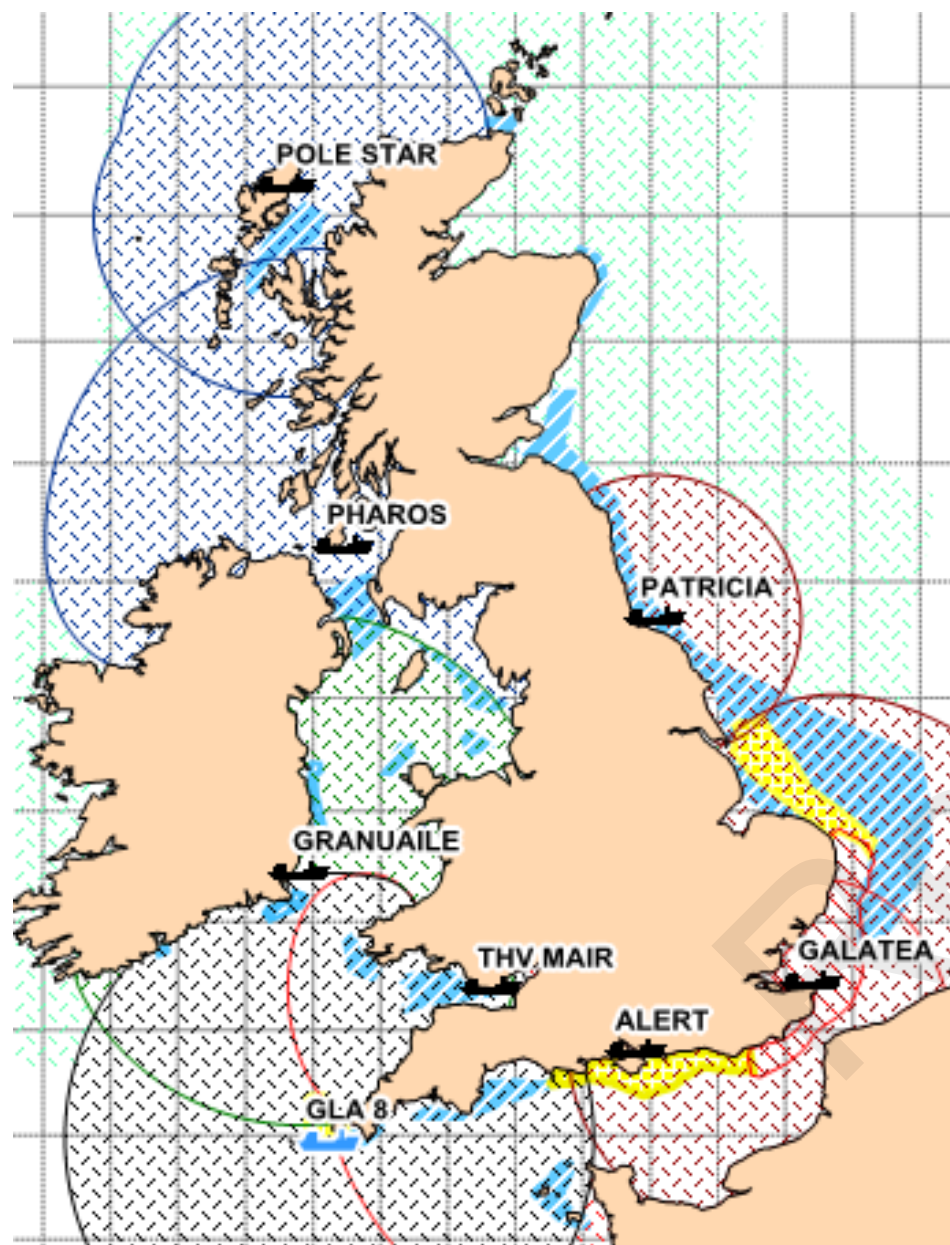 POLE STAR
PHAROS
PATRICIA
GRANUAILE
THV MAIR
GALATEA
ALERT
GLA 8